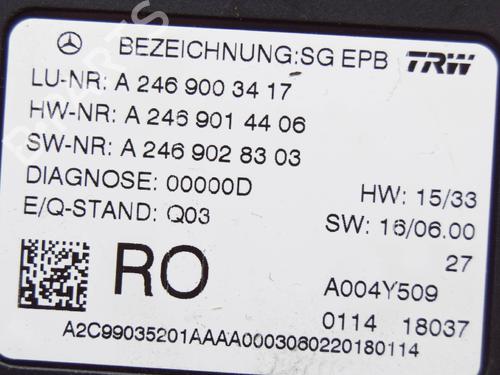 BEZEICHNUNG:SG EPB TRW
LU-NR: A 246 900 34 17
HW-NR: A 246 901 44 06
SW-NR: A 246 902 83 03
DIAGNOSE: 00000D HW: 15/33
E/Q-STAND: Q03 SW: 16/06.00
27
RO A004Y509
0114 18037
A2C99035201AAAA0003060220180114